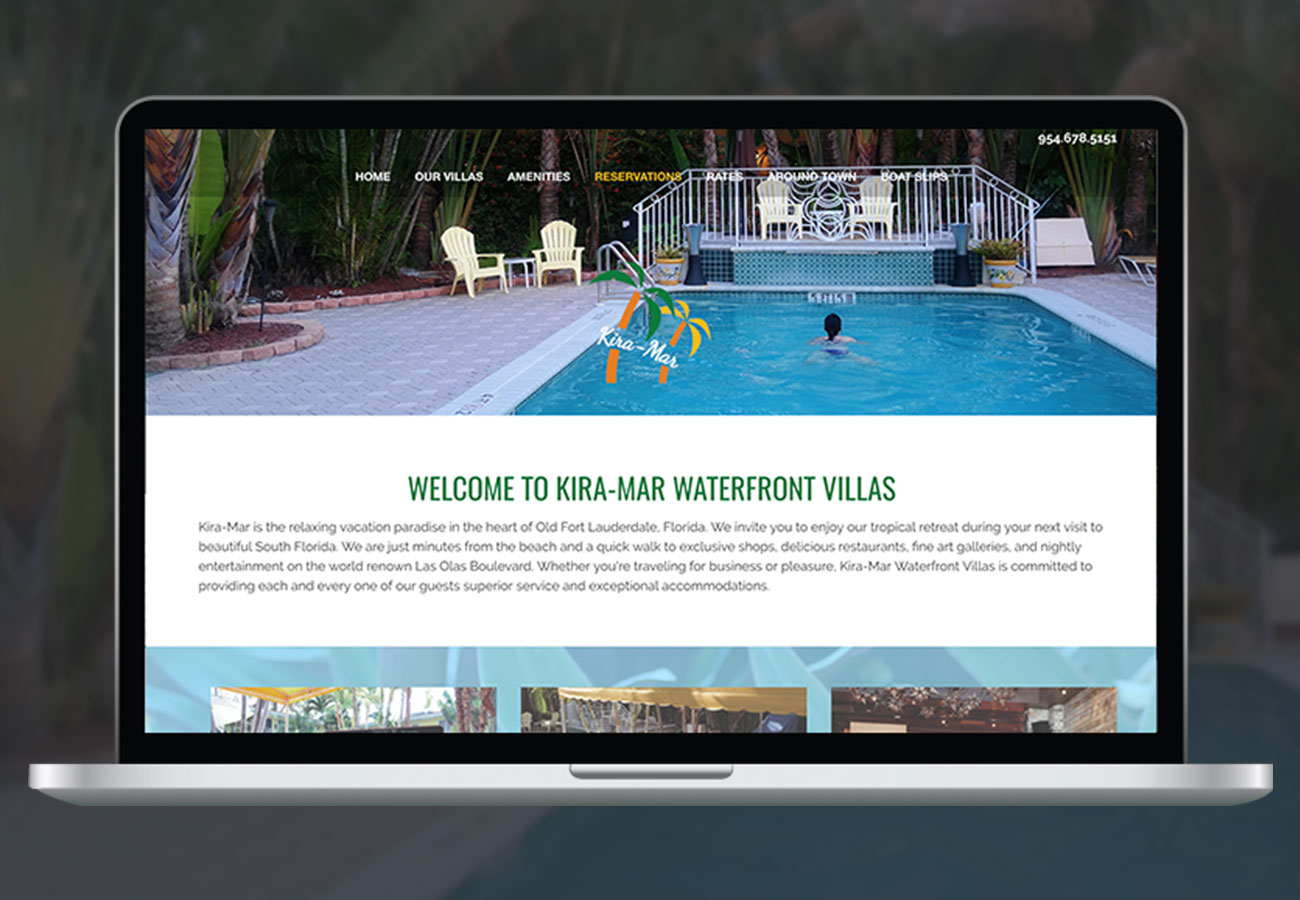 954.678.5151
HOME OUR VILLAS AMENITIES RESERVATIONS RATES AROUND TOWN BOAT SLIPS
Kira-Mar
WELCOME TO KIRA-MAR WATERFRONT VILLAS
Kira-Mar is the relaxing vacation paradise in the heart of Old Fort Lauderdale, Florida. We invite you to enjoy our tropical retreat during your next visit to
beautiful South Florida. We are just minutes from the beach and a quick walk to exclusive shops, delicious restaurants, fine art galleries, and nightly
entertainment on the world renown Las Olas Boulevard. Whether you're traveling for business or pleasure, Kira-Mar Waterfront Villas is committed to
providing each and every one of our guests superior service and exceptional accommodations.